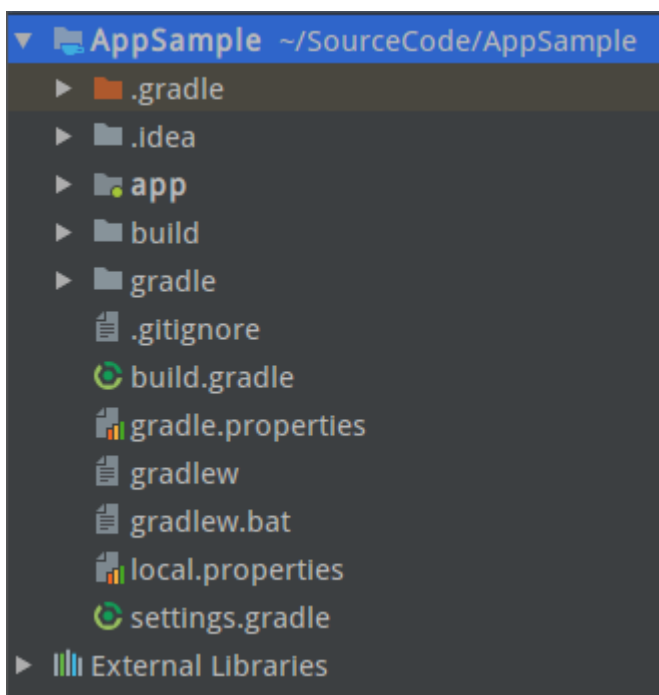 AppSample ~/SourceCode/AppSample
.gradle
.idea
app
build
gradle
.gitignore
build.gradle
gradle.properties
gradlew
gradlew.bat
local.properties
settings.gradle
External Libraries